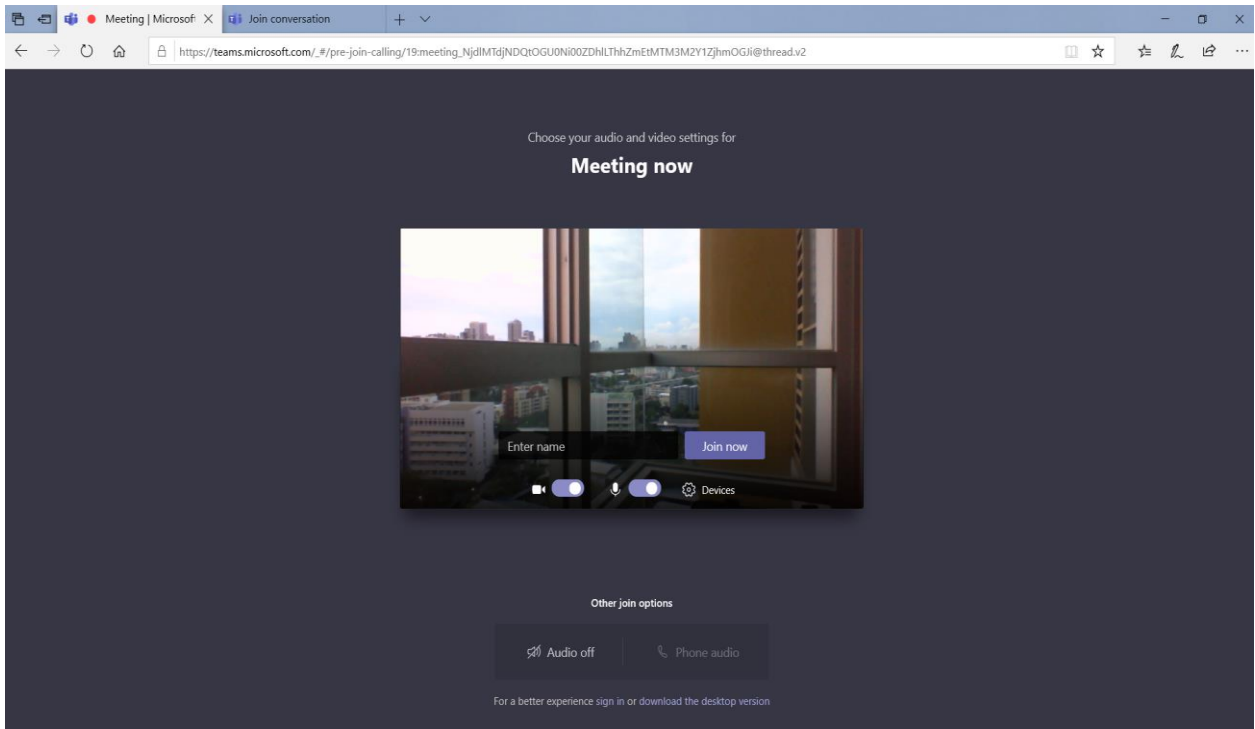 Meeting | Microsof
Join conversation
https://teams.microsoft.com/_#/pre-join-calling/19:meeting_NjdlMTdjNDQtOGU0Ni00ZDhlLThhZmEtMTM3M2Y1ZjhmOGJi@thread.v2
Choose your audio and video settings for
Meeting now
Enter name
Join now
Devices
Other join options
Audio off
Phone audio
For a better experience sign in or download the desktop version